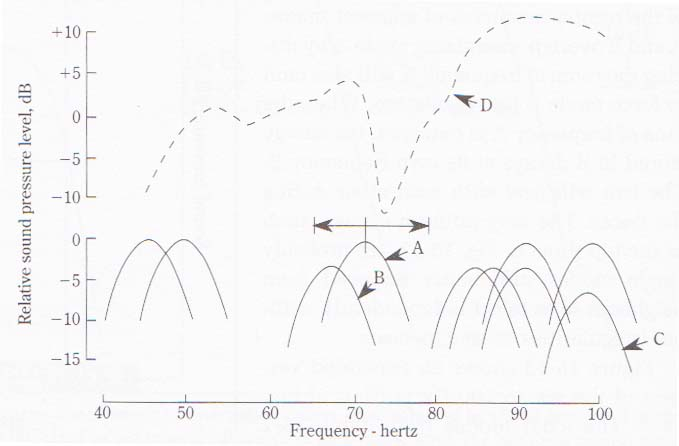 +10
+5
0
−5
−10
0
−5
−10
−15
Relative sound pressure level, dB
D
A
B
C
40 50 60 70 80 90 100
Frequency - hertz